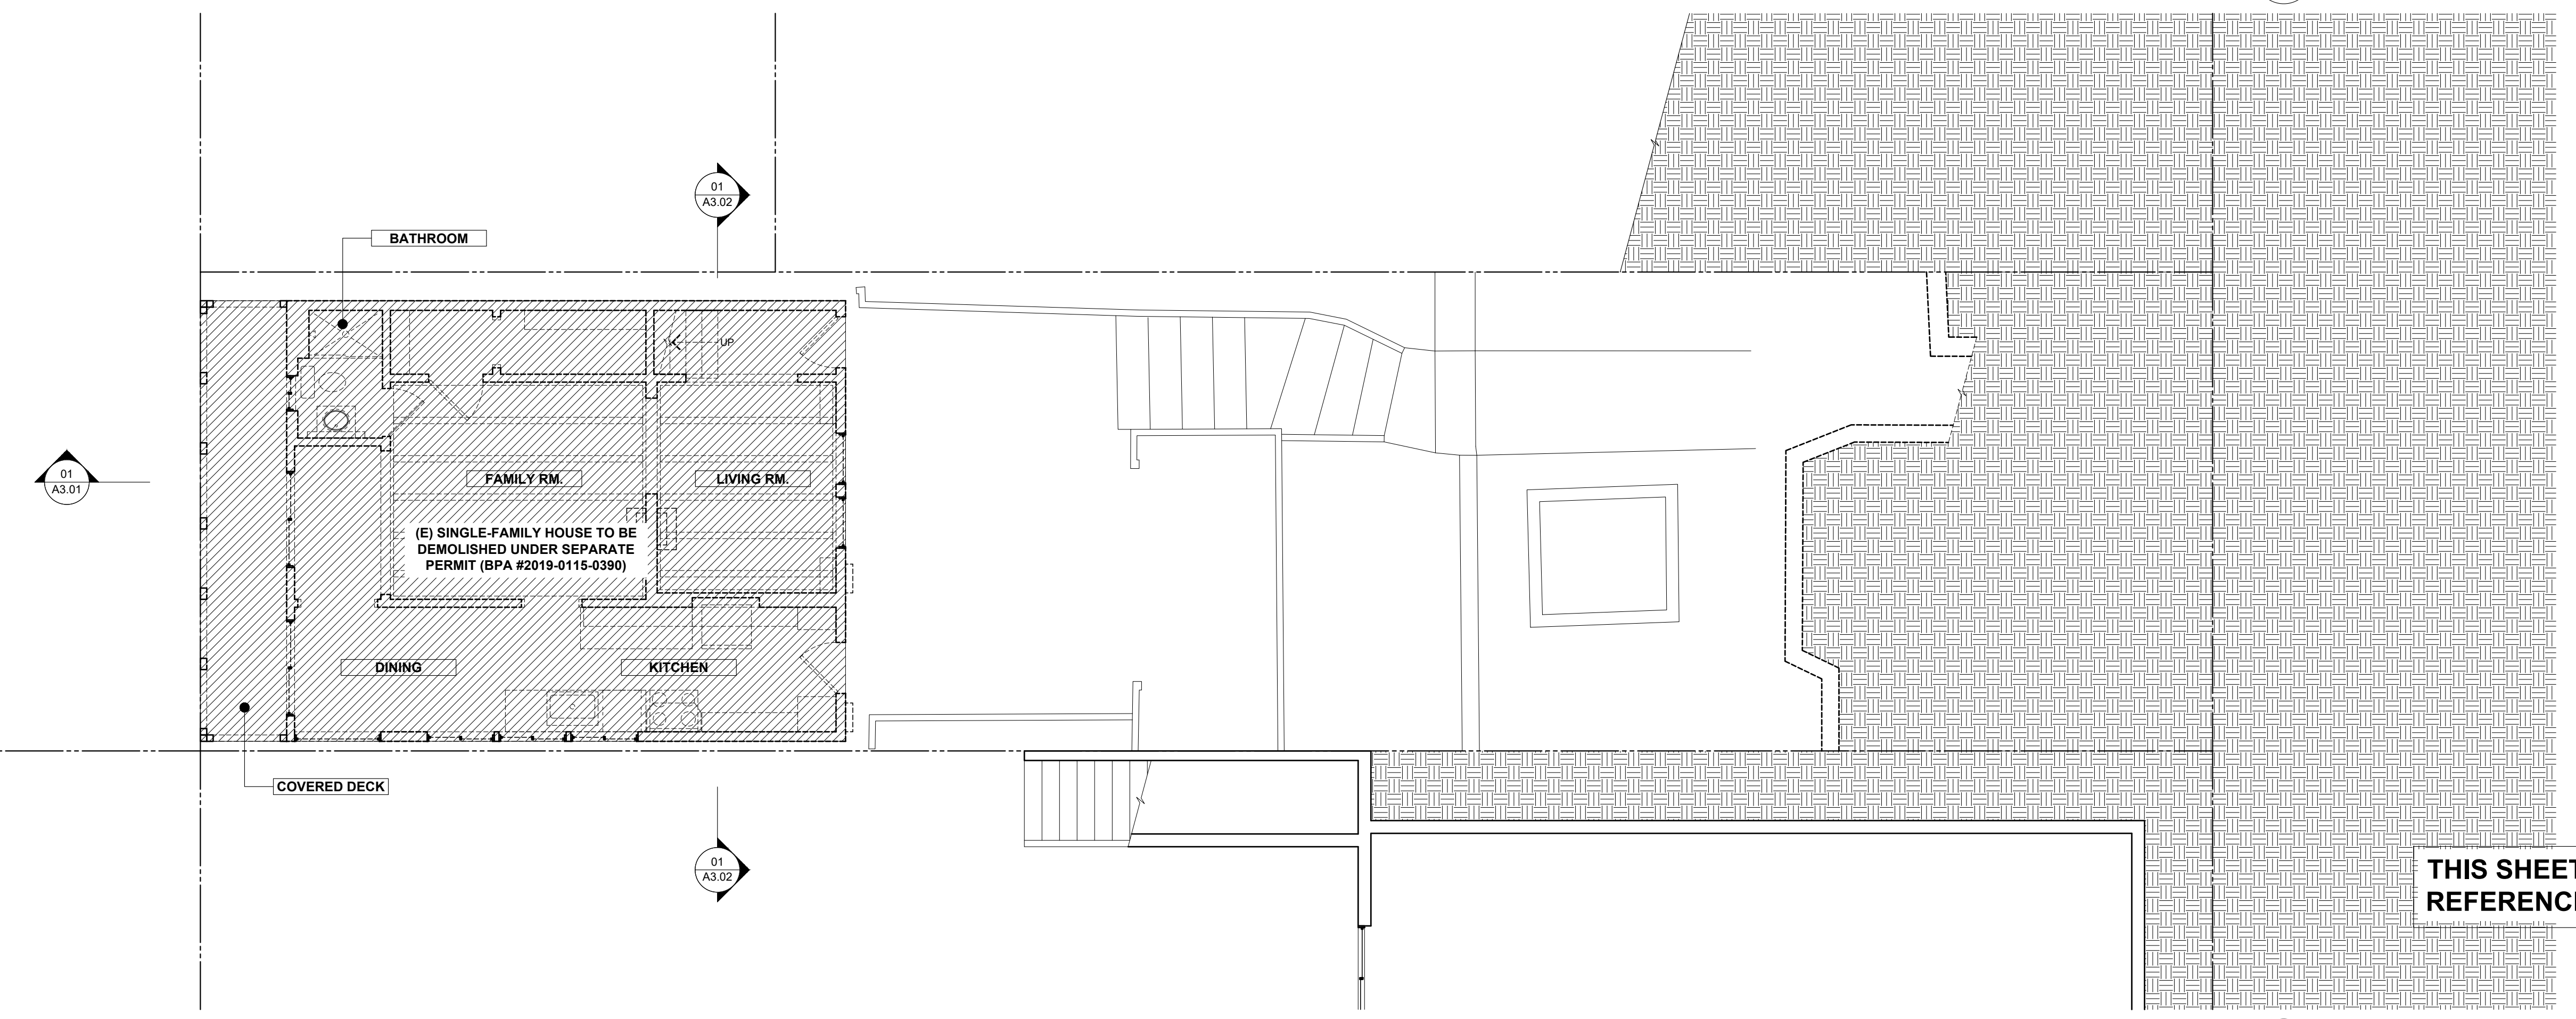 01
A3.02
BATHROOM
UP
01
A3.01
FAMILY RM.
LIVING RM.
(E) SINGLE-FAMILY HOUSE TO BE
DEMOLISHED UNDER SEPARATE
PERMIT (BPA #2019-0115-0390)
DINING
KITCHEN
COVERED DECK
01
A3.02
THIS SHEET
REFERENC